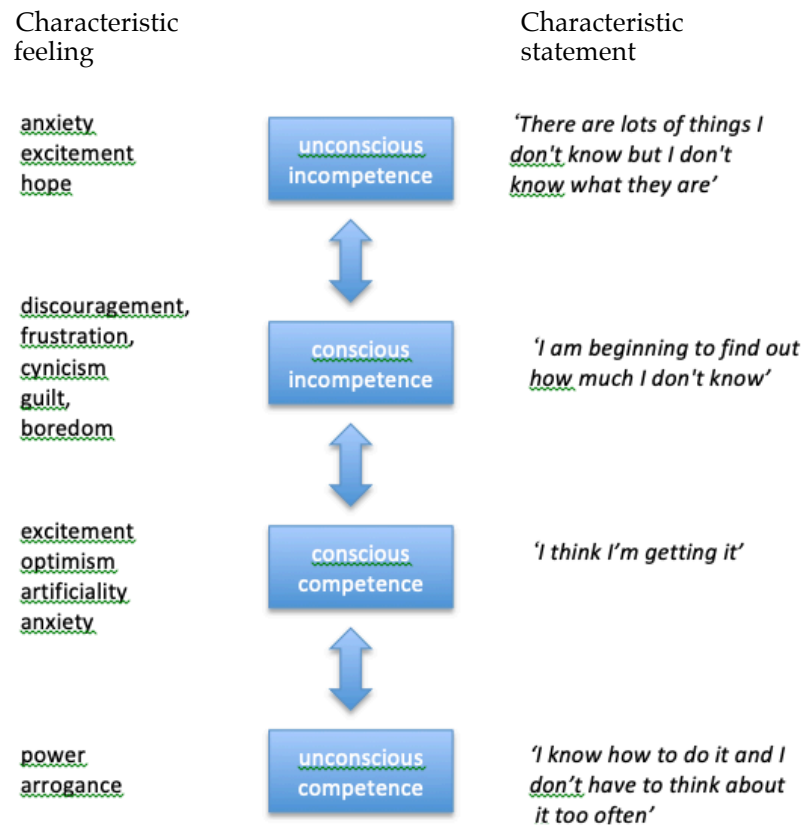 Characteristic
feeling
Characteristic
statement
anxiety
excitement
hope
unconscious
incompetence
‘There are lots of things I
don't know but I don't
know what they are’
discouragement,
frustration,
cynicism
guilt,
boredom
conscious
incompetence
‘I am beginning to find out
how much I don't know’
excitement
optimism
artificiality
anxiety
conscious
competence
‘I think I’m getting it’
power
arrogance
unconscious
competence
‘I know how to do it and I
don’t have to think about
it too often’